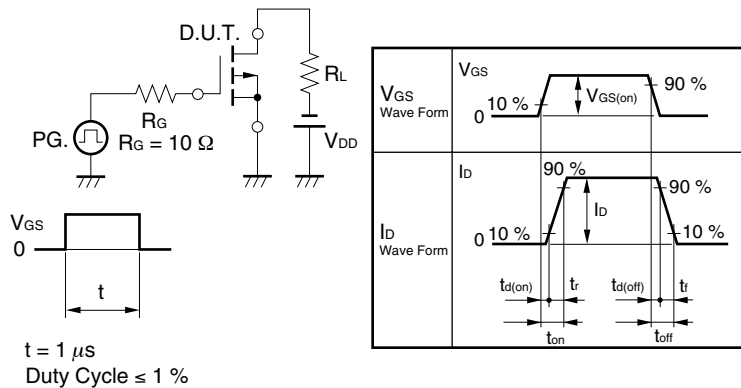 D.U.T.
RL
RG
PG.
RG = 10 Ω
VDD
VGS
0
t
t = 1 μs
Duty Cycle ≤ 1 %
VGS
Wave Form
VGS
10 %
0
VGS(on)
90 %
ID
Wave Form
ID
90 %
0
10 %
ID
90 %
10 %
td(on)
tr
td(off)
tf
ton
toff